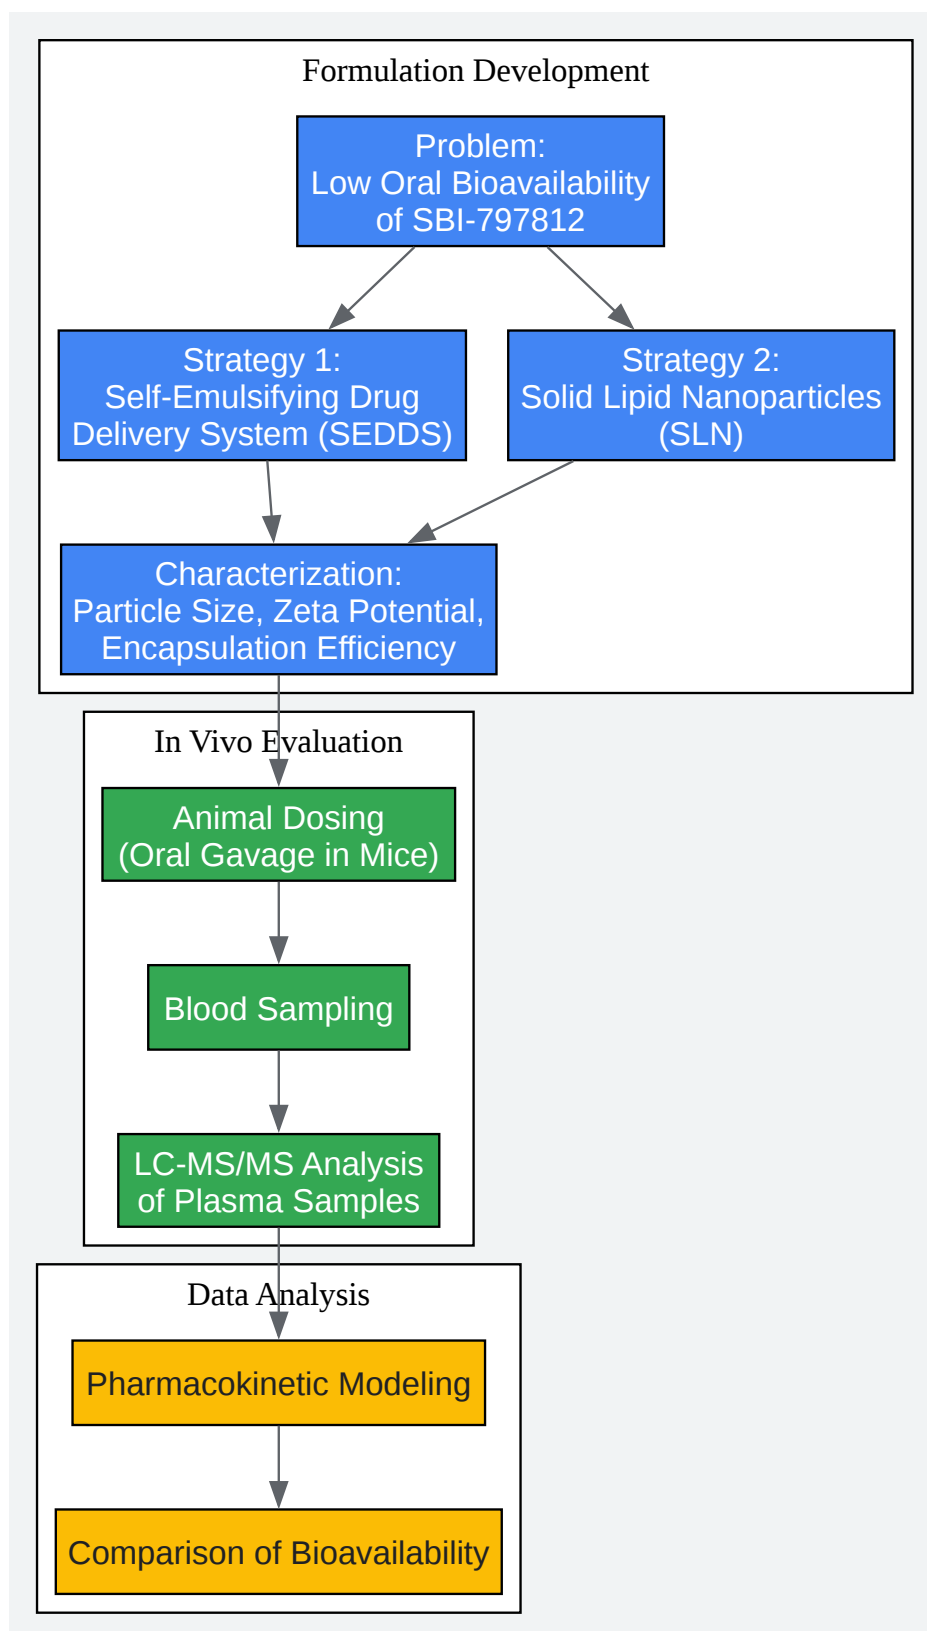 Formulation Development
Problem:
Low Oral Bioavailability
of SBI-797812
Strategy 1:
Self-Emulsifying Drug
Delivery System (SEDDS)
Strategy 2:
Solid Lipid Nanoparticles
(SLN)
Characterization:
Particle Size, Zeta Potential,
Encapsulation Efficiency
In Vivo Evaluation
Animal Dosing
(Oral Gavage in Mice)
Blood Sampling
LC-MS/MS Analysis
of Plasma Samples
Data Analysis
Pharmacokinetic Modeling
Comparison of Bioavailability